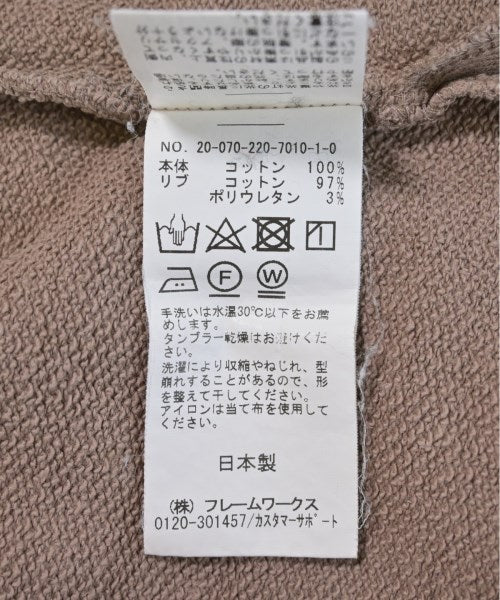 NO. 20-070-220-7010-1-0
本体 コットン 100%
リブ コットン 97%
ポリウレタン 3%
F W
手洗いは水温30℃以下をお薦
めします。
タンブラー乾燥はお避けくだ
さい。
洗濯により収縮やねじれ、型
崩れすることがあるので、形
を整えて干してください。
アイロンは当て布を使用して
ください。
日本製
(株) フレームワークス
0120-301457/カスタマーサポート